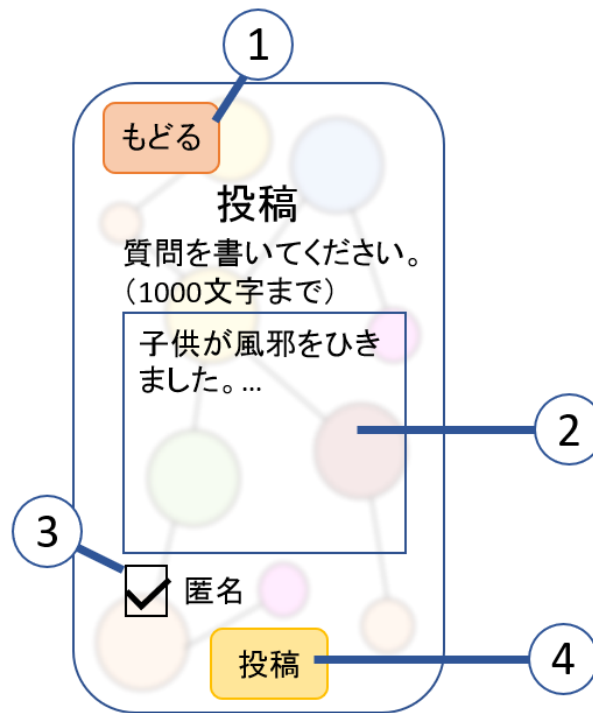 1
もどる
投稿
質問を書いてください。
（1000文字まで）
子供が風邪をひき
ました。...
2
3
匿名
投稿
4